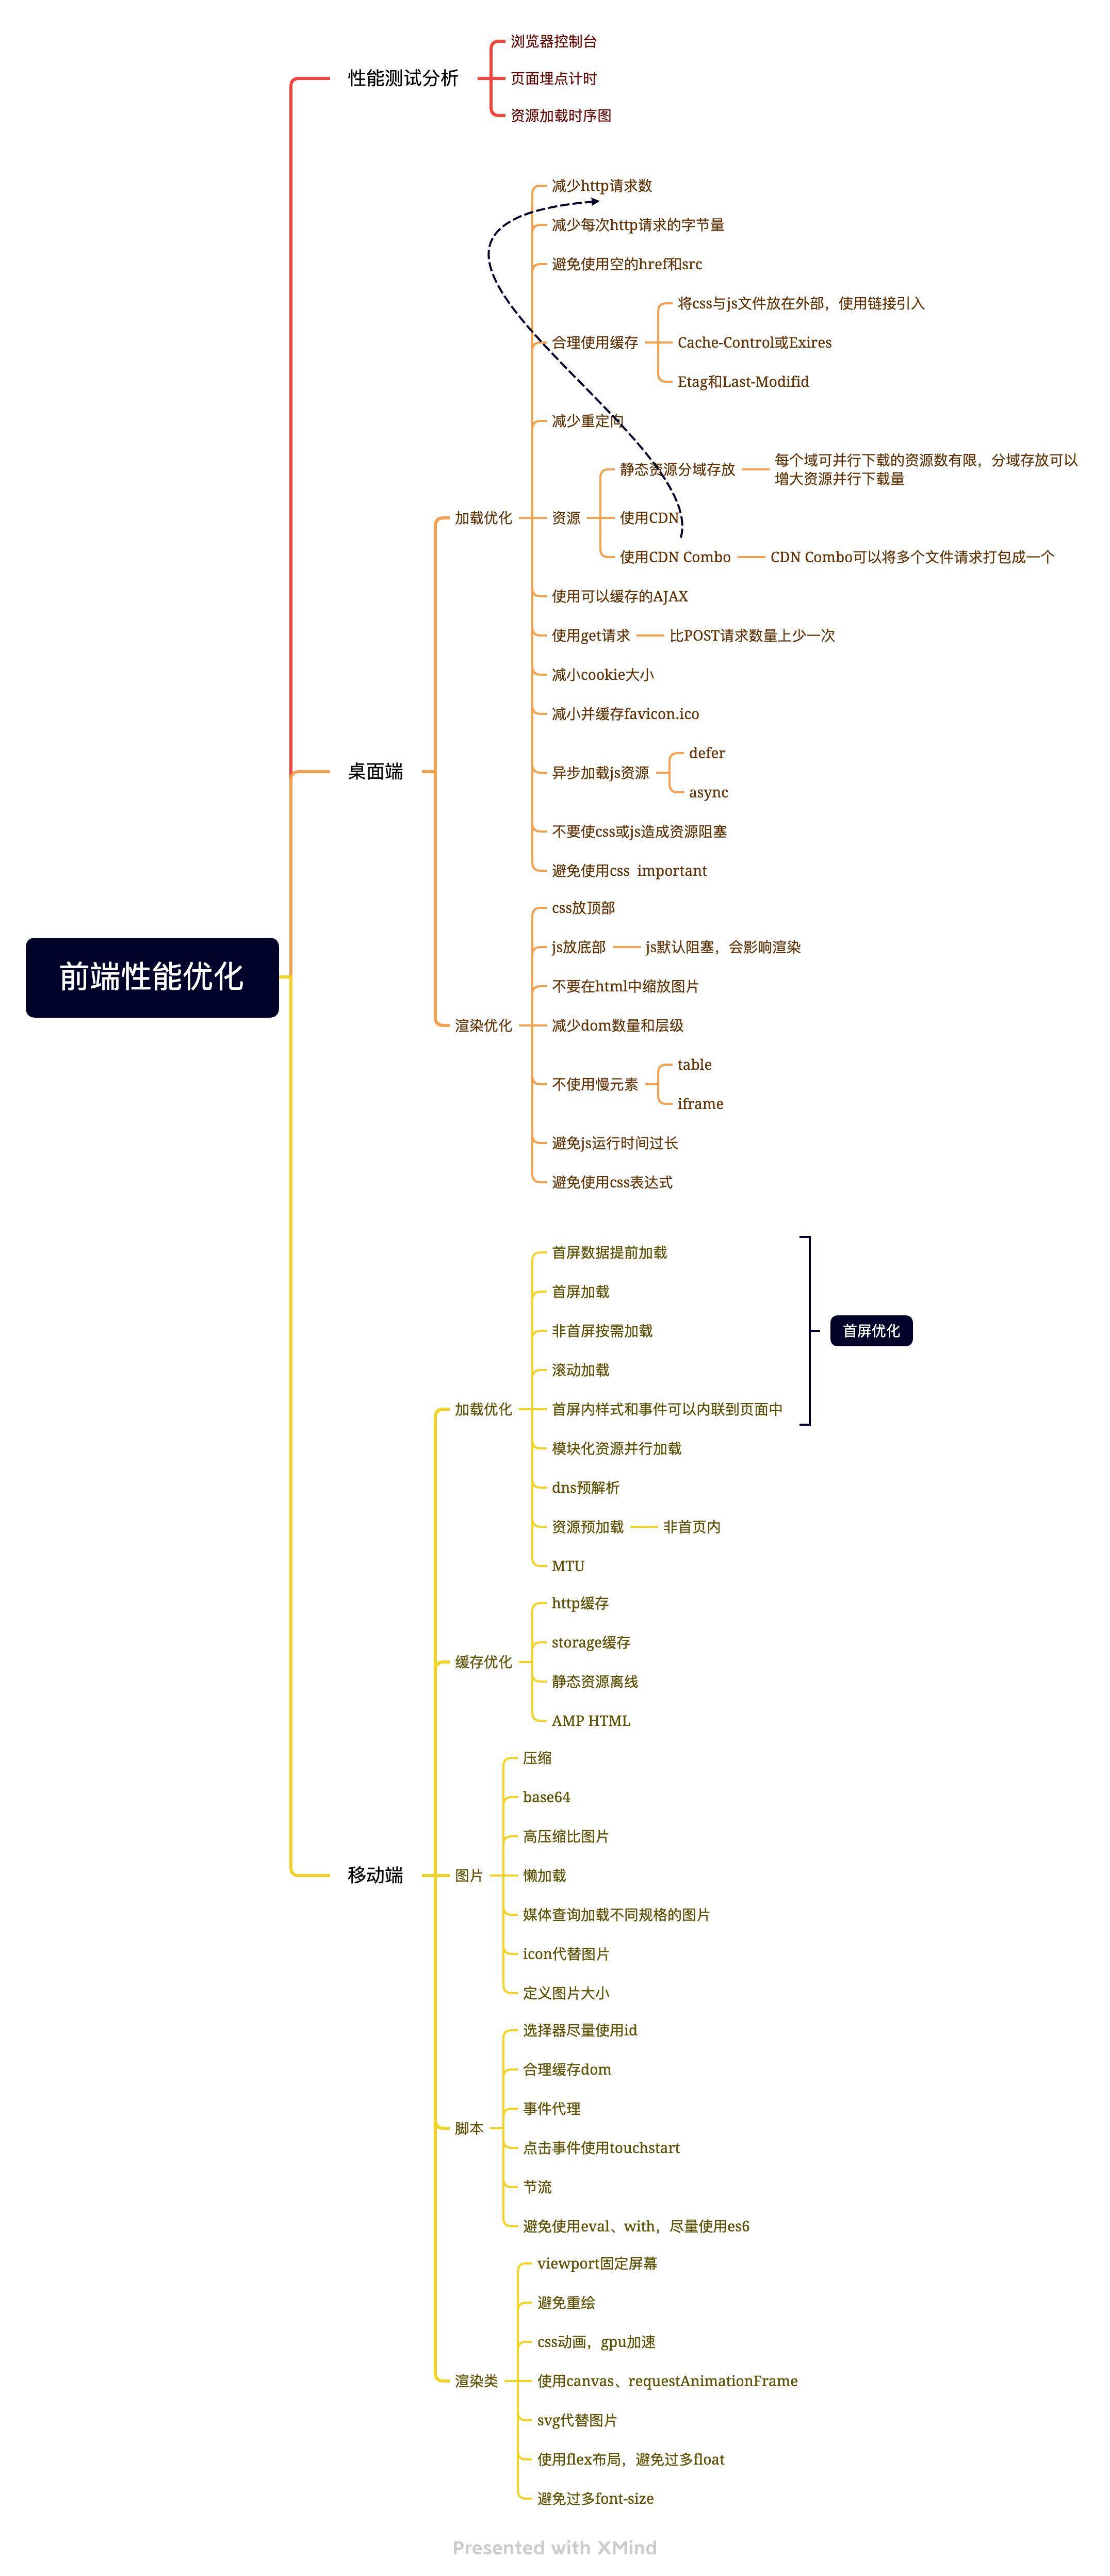 前端性能优化
性能测试分析
浏览器控制台
页面埋点计时
资源加载时序图
桌面端
加载优化
减少http请求数
减少每次http请求的字节量
避免使用空的href和src
合理使用缓存
将css与js文件放在外部，使用链接引入
Cache-Control或Exires
Etag和Last-Modifid
减少重定向
资源
静态资源分域存放
每个域可并行下载的资源数有限，分域存放可以
增大资源并行下载量
使用CDN
使用CDN Combo
CDN Combo可以将多个文件请求打包成一个
使用可以缓存的AJAX
使用get请求
比POST请求数量上少一次
减小cookie大小
减小并缓存favicon.ico
异步加载js资源
defer
async
不要使css或js造成资源阻塞
避免使用css  important
渲染优化
css放顶部
js放底部
js默认阻塞，会影响渲染
不要在html中缩放图片
减少dom数量和层级
不使用慢元素
table
iframe
避免js运行时间过长
避免使用css表达式
移动端
加载优化
首屏数据提前加载
首屏加载
非首屏按需加载
滚动加载
首屏内样式和事件可以内联到页面中
首屏优化
模块化资源并行加载
dns预解析
资源预加载
非首页内
MTU
缓存优化
http缓存
storage缓存
静态资源离线
AMP HTML
图片
压缩
base64
高压缩比图片
懒加载
媒体查询加载不同规格的图片
icon代替图片
定义图片大小
脚本
选择器尽量使用id
合理缓存dom
事件代理
点击事件使用touchstart
节流
避免使用eval、with，尽量使用es6
渲染类
viewport固定屏幕
避免重绘
css动画，gpu加速
使用canvas、requestAnimationFrame
svg代替图片
使用flex布局，避免过多float
避免过多font-size
Presented with XMind